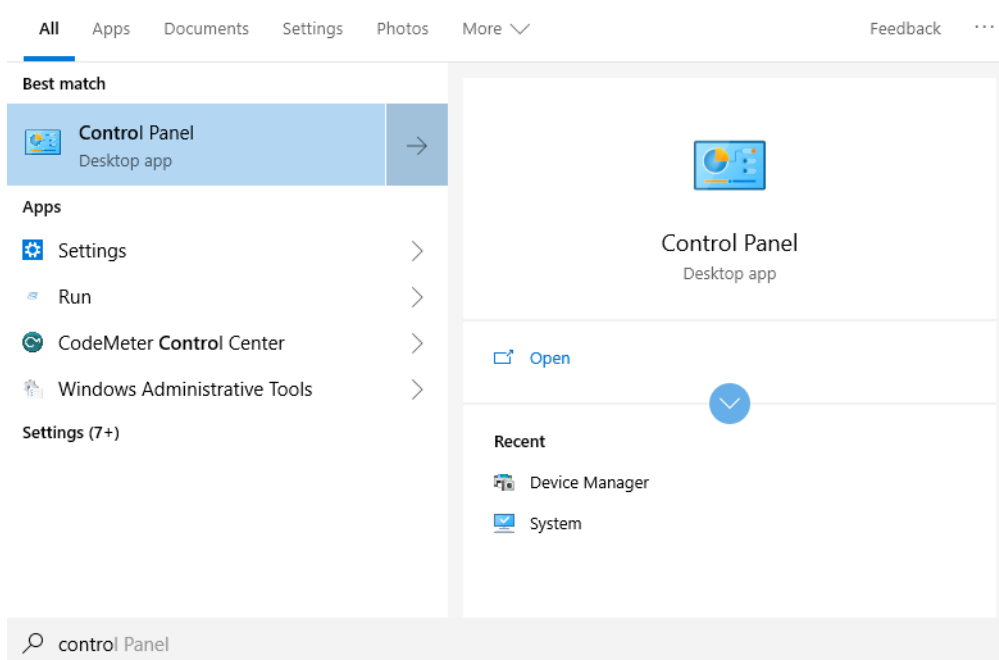 All Apps Documents Settings Photos More Feedback ...
Best match
Control Panel
Desktop app
Apps
Settings
Run
CodeMeter Control Center
Windows Administrative Tools
Settings (7+)
Control Panel
Desktop app
Open
Recent
Device Manager
System
control Panel